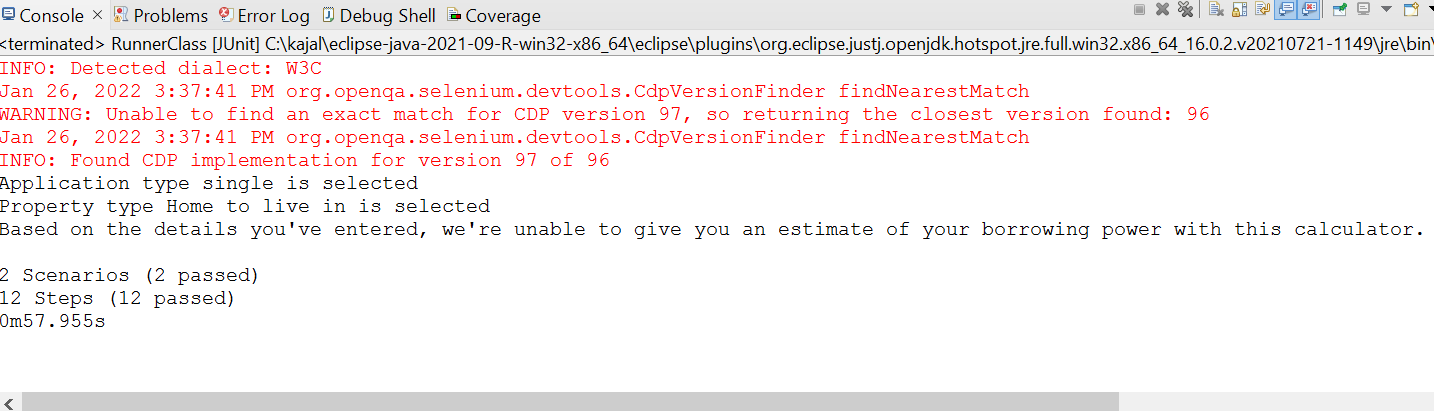 Console Problems Error Log Debug Shell Coverage
<terminated> RunnerClass [JUnit] C:\kajal\eclipse-java-2021-09-R-win32-x86_64\eclipse\plugins\org.eclipse.justj.openjdk.hotspot.jre.full.win32.x86_64_16.0.2.v20210721-1149\jre\bin\
INFO: Detected dialect: W3C
Jan 26, 2022 3:37:41 PM org.openqa.selenium.devtools.CdpVersionFinder findNearestMatch
WARNING: Unable to find an exact match for CDP version 97, so returning the closest version found: 96
Jan 26, 2022 3:37:41 PM org.openqa.selenium.devtools.CdpVersionFinder findNearestMatch
INFO: Found CDP implementation for version 97 of 96
Application type single is selected
Property type Home to live in is selected
Based on the details you've entered, we're unable to give you an estimate of your borrowing power with this calculator.
2 Scenarios (2 passed)
12 Steps (12 passed)
0m57.955s